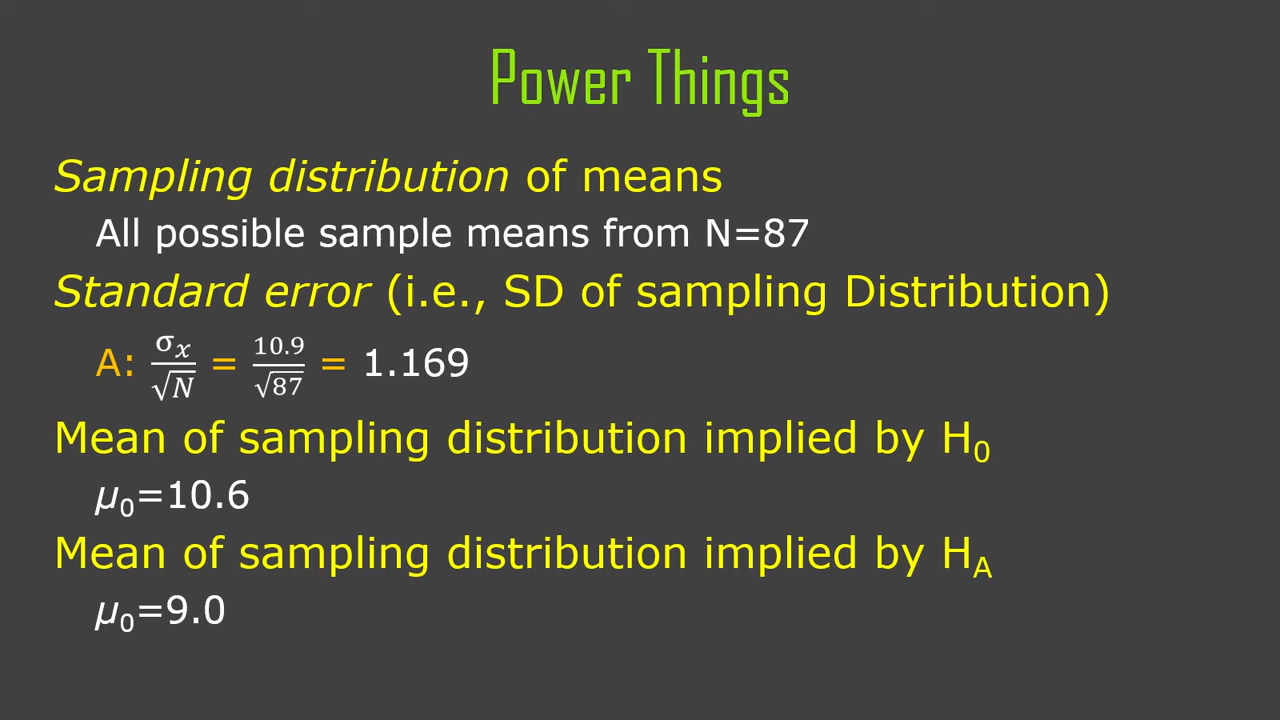 Power Things
Sampling distribution of means
All possible sample means from N=87
Standard error (i.e., SD of sampling Distribution)
A: σₓ/√N = 10.9/√87 = 1.169
Mean of sampling distribution implied by H₀
μ₀=10.6
Mean of sampling distribution implied by H_A
μ₀=9.0